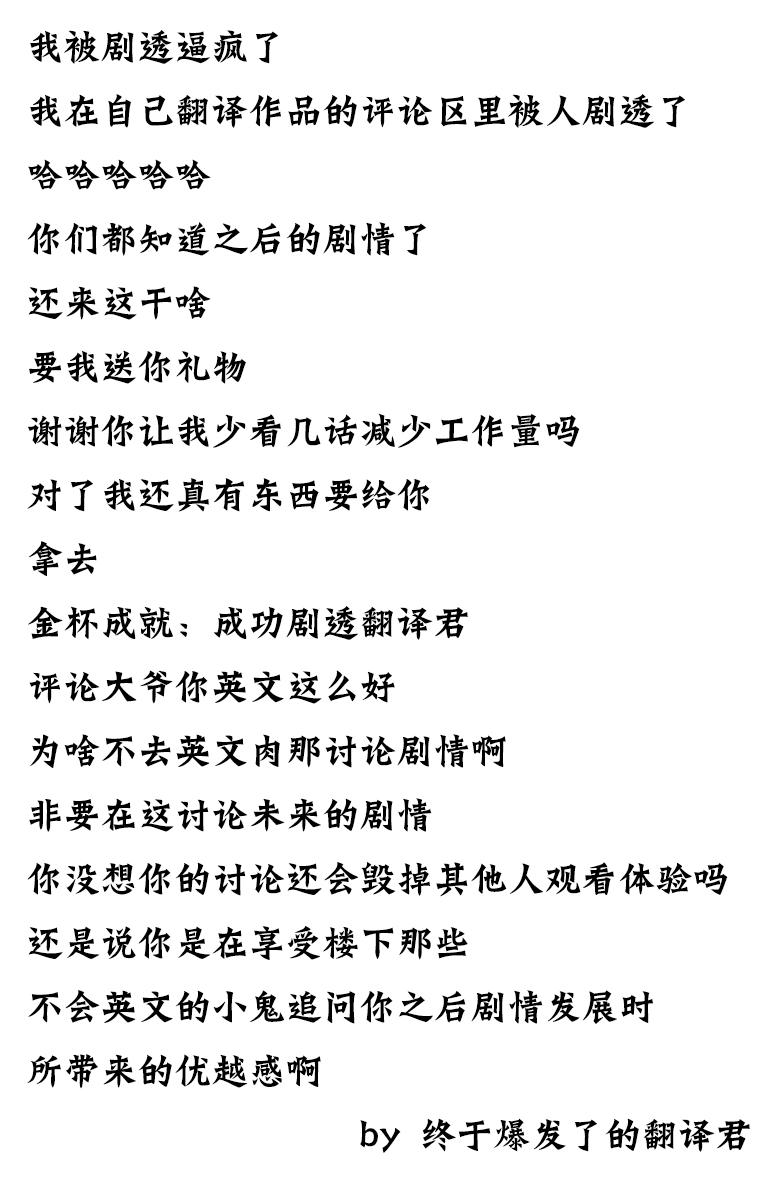 我被剧透逼疯了
我在自己翻译作品的评论区里被人剧透了
哈哈哈哈哈
你们都知道之后的剧情了
还来这干啥
要我送你礼物
谢谢你让我少看几话减少工作量吗
对了我还真有东西要给你
拿去
金杯成就；成功剧透翻译君
评论大爷你英文这么好
为啥不去英文肉那讨论剧情啊
非要在这讨论未来的剧情
你没想你的讨论还会毁掉其他人观看体验吗
还是说你是在享受楼下那些
不会英文的小鬼追问你之后剧情发展时
所带来的优越感啊
by 终于爆发了的翻译君